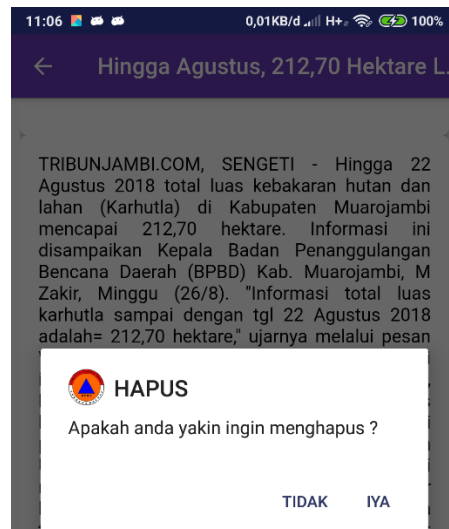 11:06 0,01KB/d H+ 100%
Hingga Agustus, 212,70 Hektare L.
TRIBUNJAMBI.COM, SENGETI - Hingga 22
Agustus 2018 total luas kebakaran hutan dan
lahan (Karhutla) di Kabupaten Muarojambi
mencapai 212,70 hektare. Informasi ini
disampaikan Kepala Badan Penanggulangan
Bencana Daerah (BPBD) Kab. Muarojambi, M
Zakir, Minggu (26/8). "Informasi total luas
karhutla sampai dengan tgl 22 Agustus 2018
adalah= 212,70 hektare," ujarnya melalui pesan
HAPUS
Apakah anda yakin ingin menghapus ?
TIDAK IYA